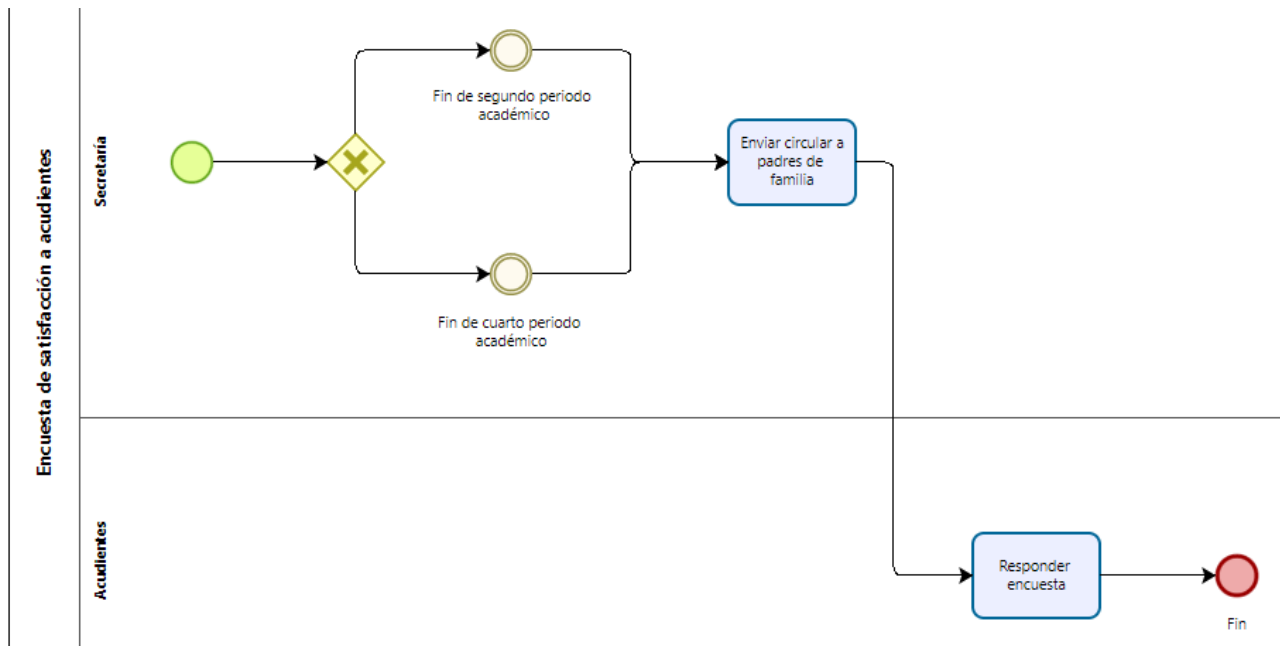 Encuesta de satisfacción a acudientes
Secretaría
Fin de segundo periodo
académico
Enviar circular a
padres de
familia
Fin de cuarto periodo
académico
Acudientes
Responder
encuesta
Fin